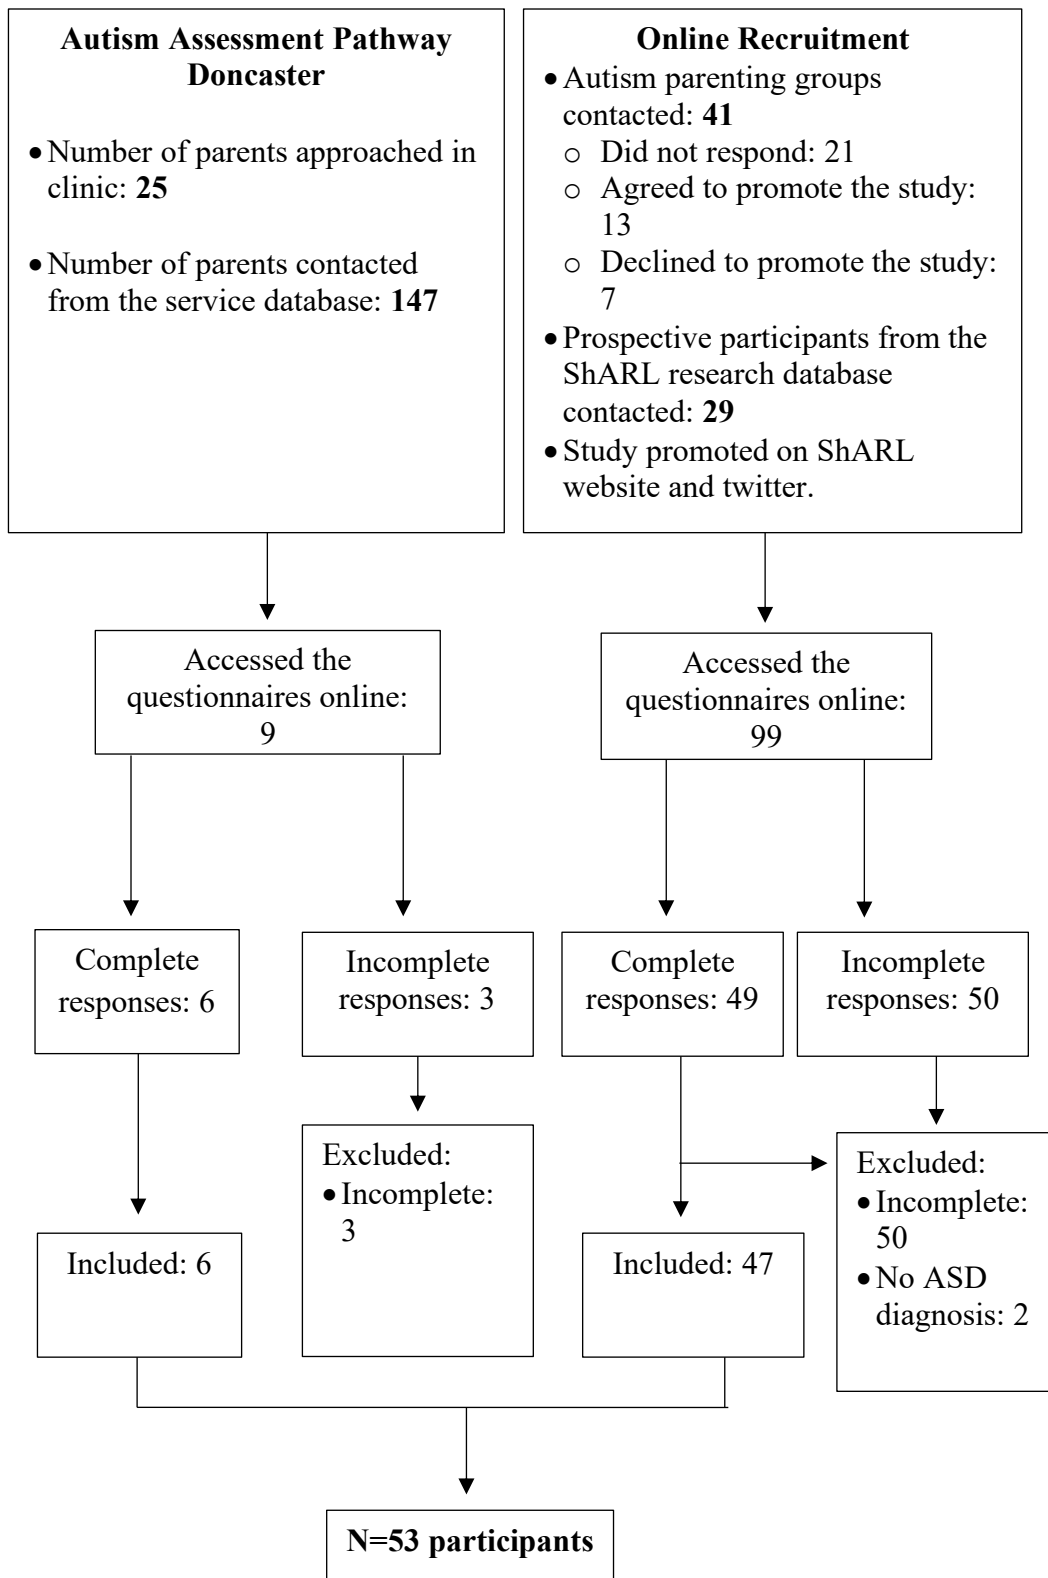 Autism Assessment Pathway
Doncaster
• Number of parents approached in
clinic: 25
• Number of parents contacted
from the service database: 147
Online Recruitment
• Autism parenting groups
contacted: 41
o Did not respond: 21
o Agreed to promote the study:
13
o Declined to promote the study:
7
• Prospective participants from the
ShARL research database
contacted: 29
• Study promoted on ShARL
website and twitter.
Accessed the
questionnaires online:
9
Accessed the
questionnaires online:
99
Complete
responses: 6
Incomplete
responses: 3
Complete
responses: 49
Incomplete
responses: 50
Excluded:
• Incomplete:
3
Excluded:
• Incomplete:
50
• No ASD
diagnosis: 2
Included: 6
Included: 47
N=53 participants